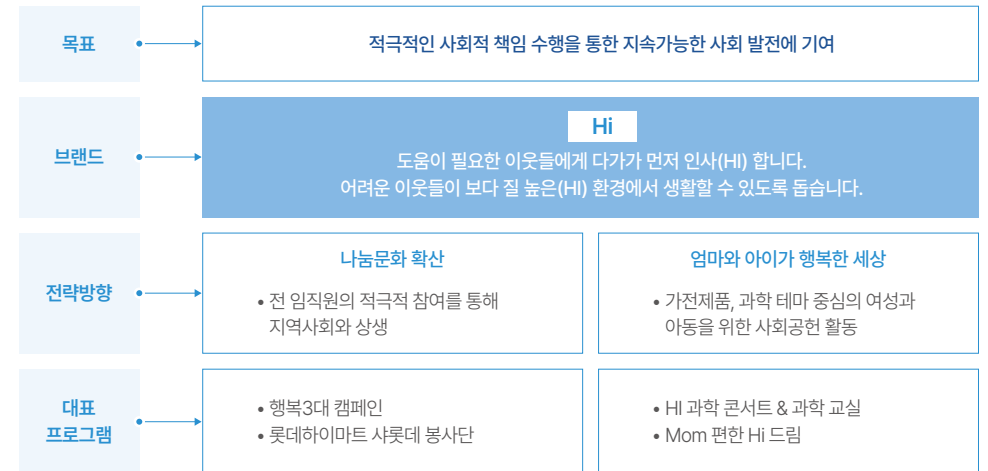 목표
적극적인 사회적 책임 수행을 통한 지속가능한 사회 발전에 기여
브랜드
Hi
도움이 필요한 이웃들에게 다가가 먼저 인사(HI) 합니다.
어려운 이웃들이 보다 질 높은(HI) 환경에서 생활할 수 있도록 돕습니다.
전략방향
나눔문화 확산
• 전 임직원의 적극적 참여를 통해
지역사회와 상생
엄마와 아이가 행복한 세상
• 가전제품, 과학 테마 중심의 여성과
아동을 위한 사회공헌 활동
대표
프로그램
• 행복3대 캠페인
• 롯데하이마트 샤롯데 봉사단
• HI 과학 콘서트 & 과학 교실
• Mom 편한 Hi 드림